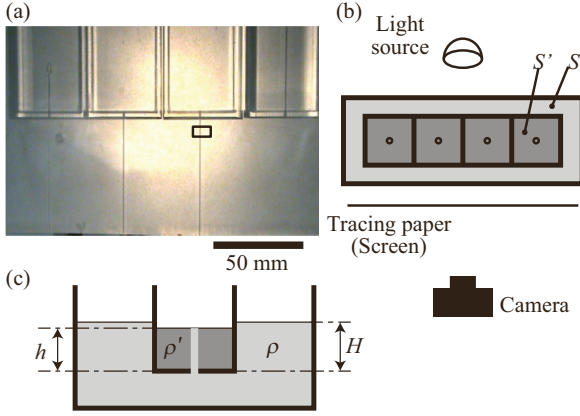 (a)
50 mm
(b)
Light
source
S'
S
Tracing paper
(Screen)
Camera
(c)
h
ρ'
ρ
H